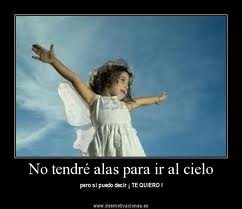 No tendré alas para ir al cielo
pero si puedo decir ¡ TE QUIERO !
www.desmotivaciones.es